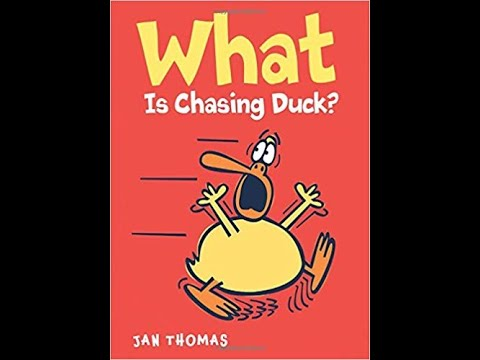 What
Is Chasing Duck?
JAN THOMAS